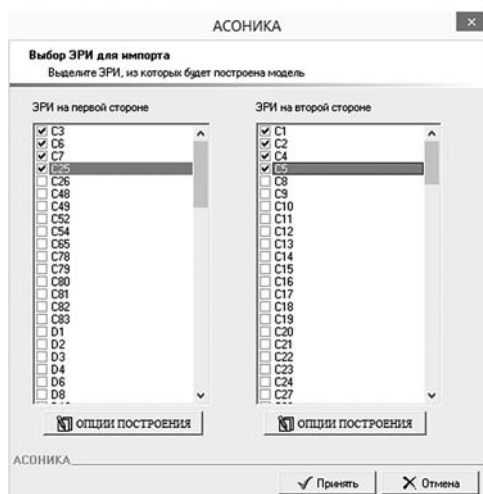 АСОНИКА
Выбор ЭРИ для импорта
Выделите ЭРИ, из которых будет построена модель
ЭРИ на первой стороне
C3
C6
C7
C25
C26
C48
C49
C52
C54
C65
C78
C79
C80
C81
C82
C83
D1
D2
D3
D4
D6
D8
ОПЦИИ ПОСТРОЕНИЯ
ЭРИ на второй стороне
C1
C2
C4
C5
C8
C9
C10
C11
C12
C13
C14
C15
C16
C17
C18
C19
C20
C21
C22
C23
C24
C27
ОПЦИИ ПОСТРОЕНИЯ
АСОНИКА
Принять
Отмена